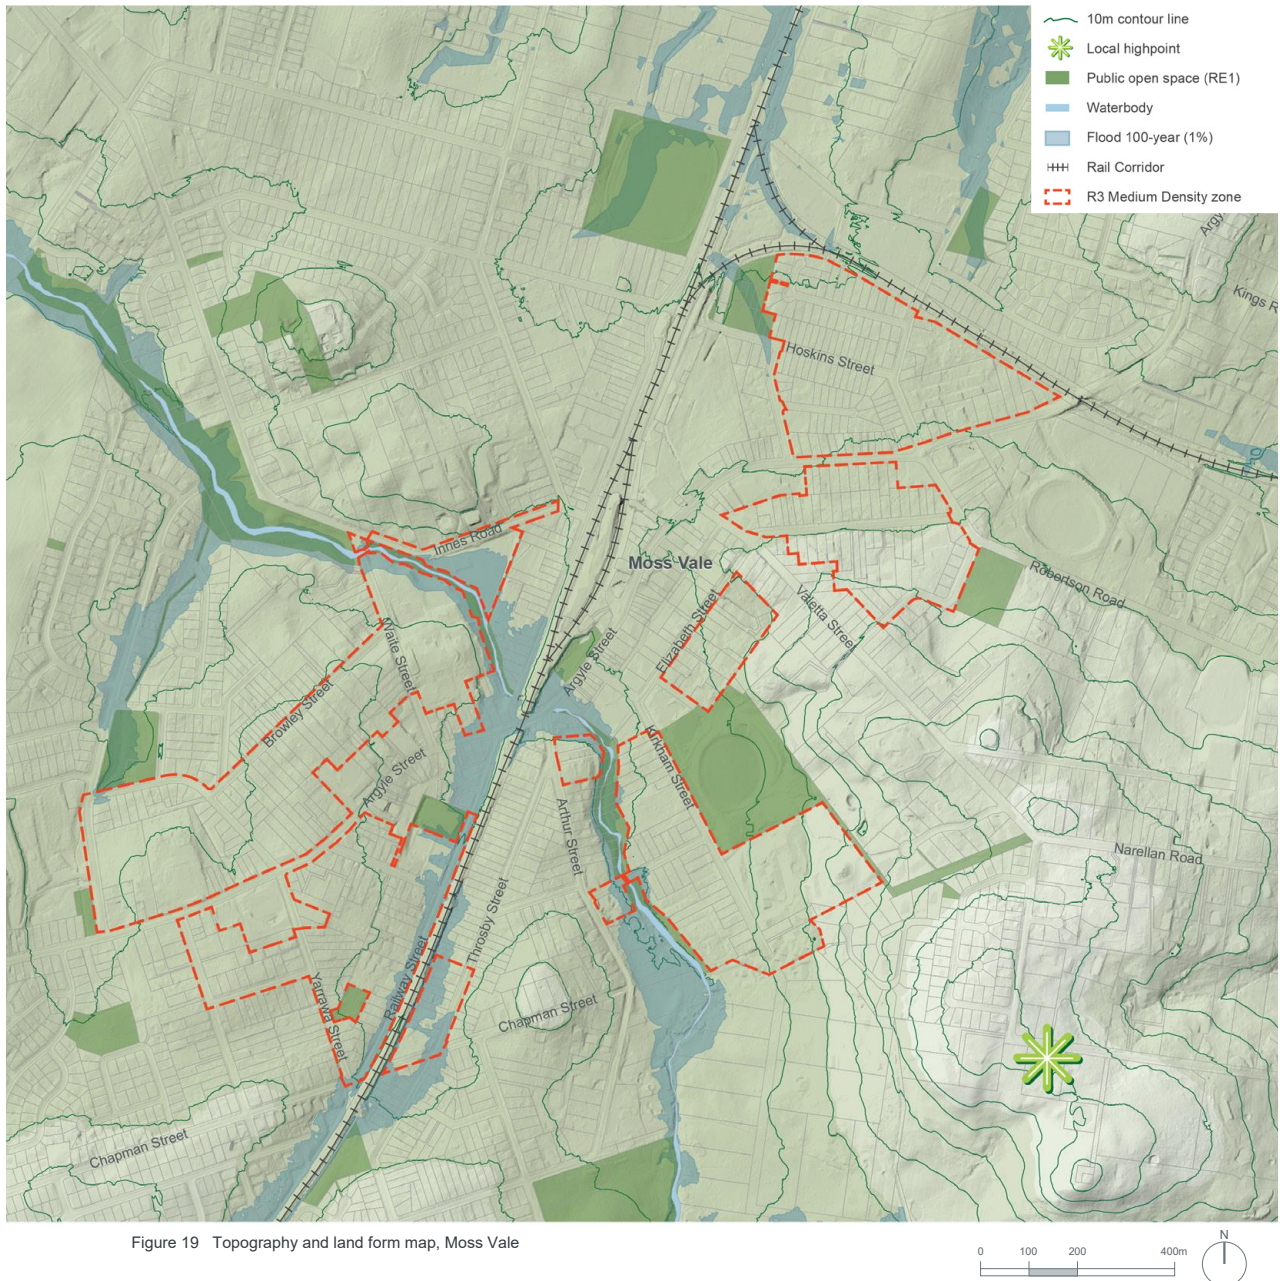 10m contour line
Local highpoint
Public open space (RE1)
Waterbody
Flood 100-year (1%)
Rail Corridor
R3 Medium Density zone
Kings R
Hoskins Street
Innes Road
Moss Vale
Robertson Road
Valetta Street
Elizabeth Street
Argyle Street
Waite Street
Browley Street
Kirkham Street
Argyle Street
Arthur Street
Narellan Road
Throsby Street
Railway Street
Yarrawa Street
Chapman Street
Chapman Street
Figure 19 Topography and land form map, Moss Vale
N
0 100 200 400m